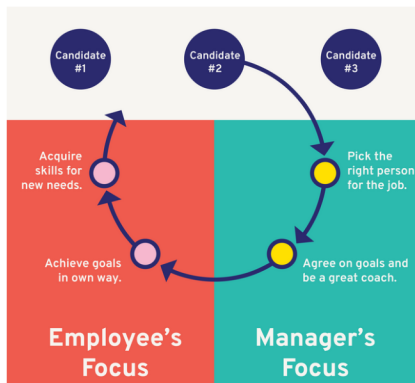 Candidate
#1
Candidate
#2
Candidate
#3
Acquire
skills for
new needs.
Pick the
right person
for the job.
Achieve goals
in own way.
Agree on goals and
be a great coach.
Employee's
Focus
Manager's
Focus